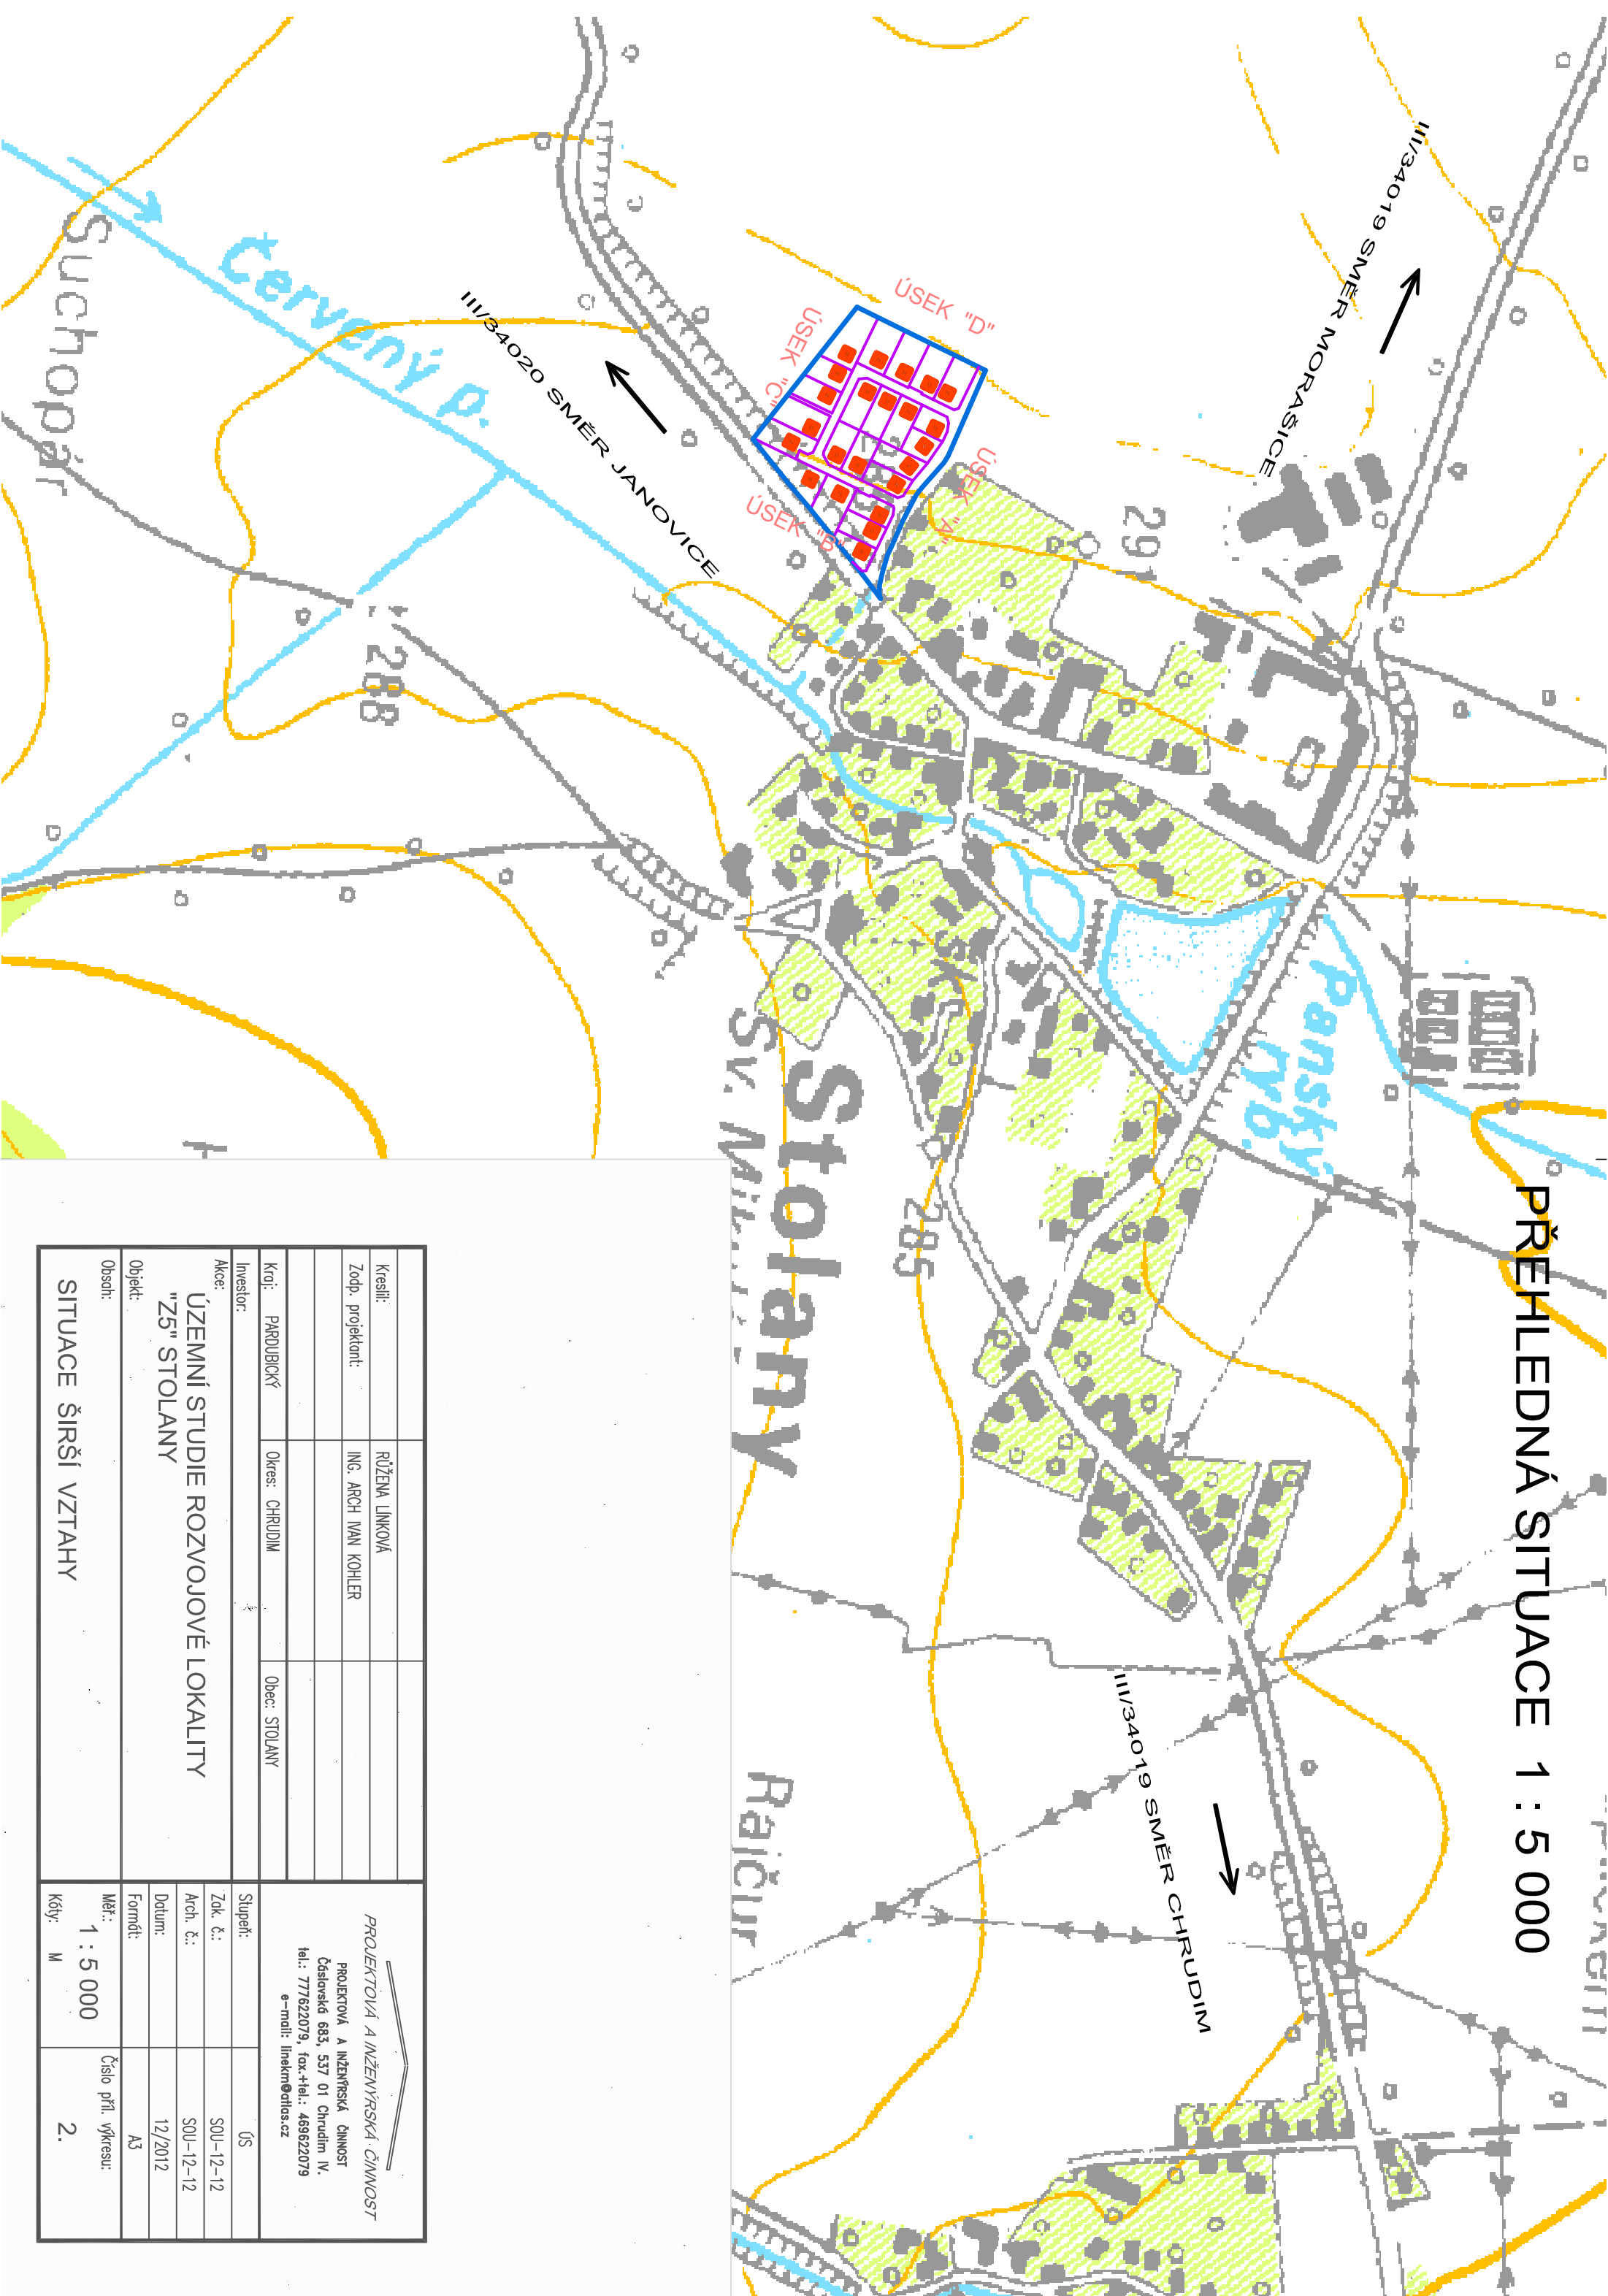 PŘEHLEDNÁ SITUACE 1 : 5 000
III/34019 SMĚR MORAŠICE
III/34020 SMĚR JANOVICE
III/34019 SMĚR CHRUDIM
ÚSEK "D"
ÚSEK "C"
ÚSEK "A"
ÚSEK "B"
Červený p.
Suchopár
291
288
285
Panský
ryb.
Stolany
Sv.
Rajčur
Kreslil: RŮŽENA LÍNKOVÁ
Zodp. projektant: ING. ARCH IVAN KOHLER
Kraj: PARDUBICKÝ Okres: CHRUDIM Obec: STOLANY
Investor:
Akce:
ÚZEMNÍ STUDIE ROZVOJOVÉ LOKALITY
"Z5" STOLANY
Objekt:
Obsah:
SITUACE ŠIRŠÍ VZTAHY
PROJEKTOVÁ A INŽENÝRSKÁ ČINNOST
PROJEKTOVÁ A INŽENÝRSKÁ ČINNOST
Čáslavská 683, 537 01 Chrudim IV.
tel.: 777622079, fax.+tel.: 469622079
e-mail: linekm@atlas.cz
Stupeň: ÚS
Zak. č.: SOU-12-12
Arch. č.: SOU-12-12
Datum: 12/2012
Formát: A3
Měř.: 1 : 5 000
Číslo příl. výkresu: 2.
Kóty: M